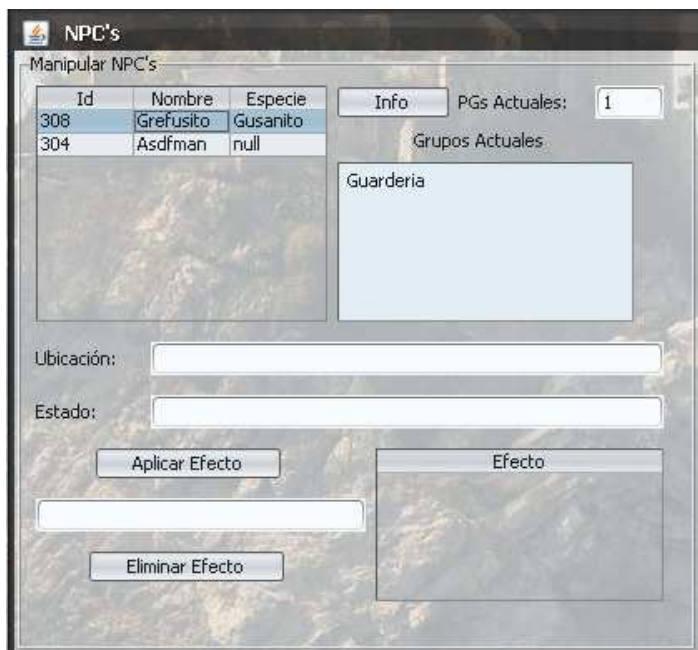 NPC's
Manipular NPC's
Id Nombre Especie
308 Grefusito Gusanito
304 Asdfman null
Info PGs Actuales: 1
Grupos Actuales
Guarderia
Ubicación:
Estado:
Aplicar Efecto
Efecto
Eliminar Efecto